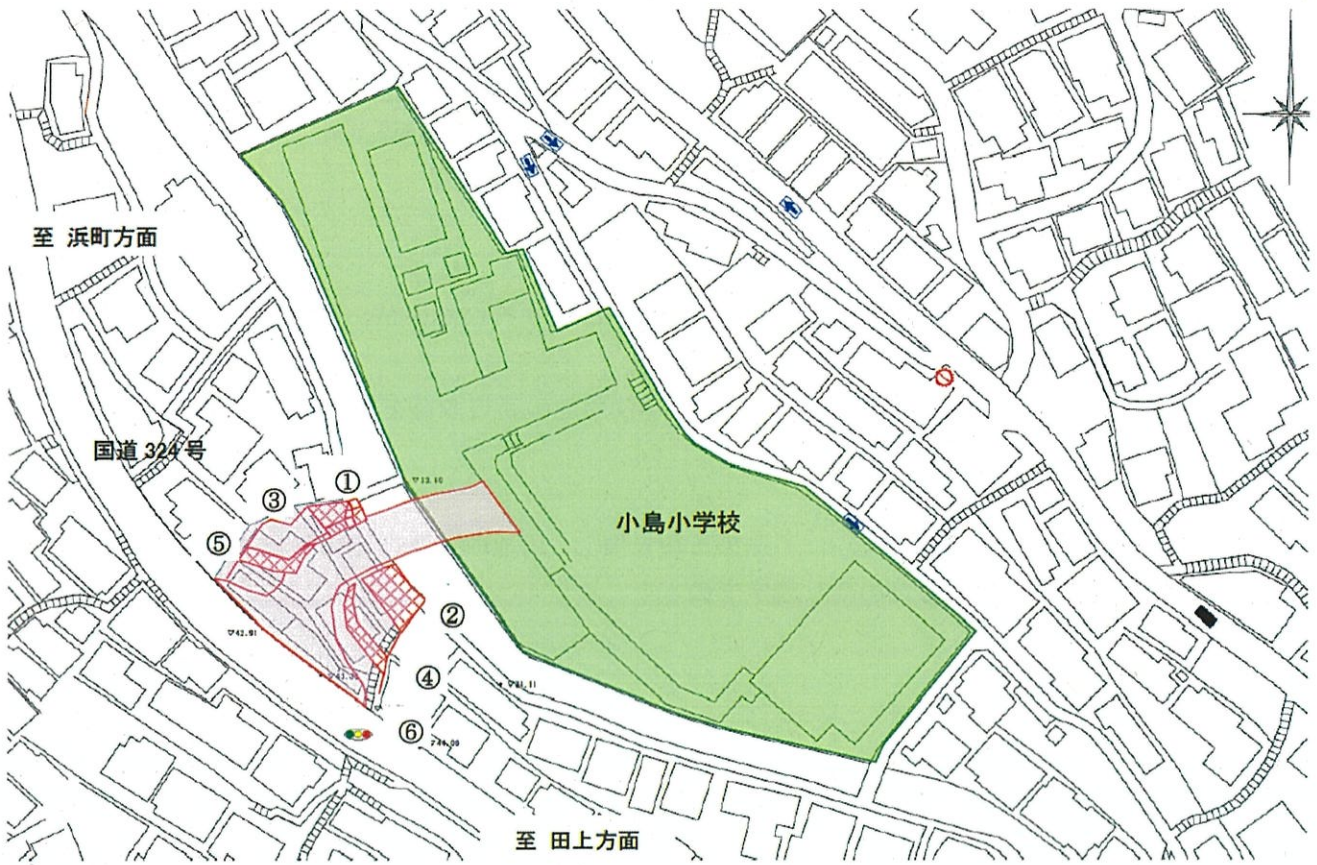 至 浜町方面
国道 324 号
①
③
⑤
小島小学校
②
④
⑥
至 田上方面